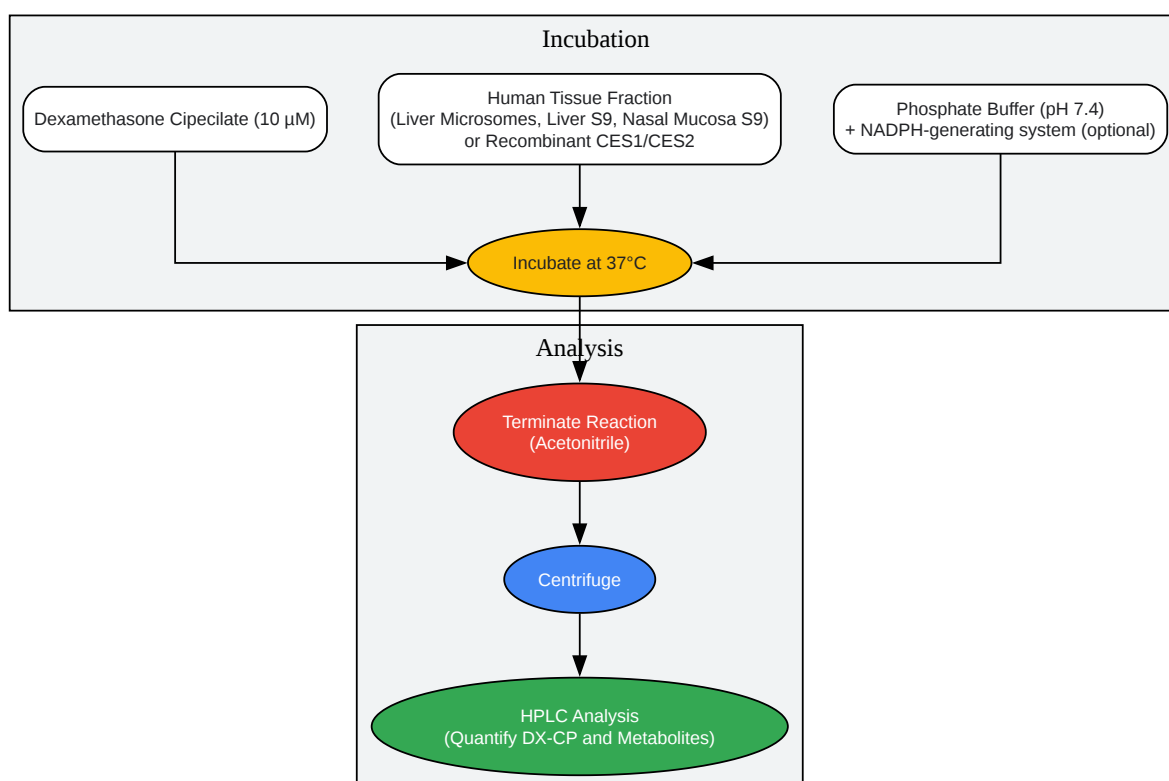 Incubation
Dexamethasone Cipecilate (10 µM)
Human Tissue Fraction
(Liver Microsomes, Liver S9, Nasal Mucosa S9)
or Recombinant CES1/CES2
Phosphate Buffer (pH 7.4)
+ NADPH-generating system (optional)
Incubate at 37°C
Analysis
Terminate Reaction
(Acetonitrile)
Centrifuge
HPLC Analysis
(Quantify DX-CP and Metabolites)